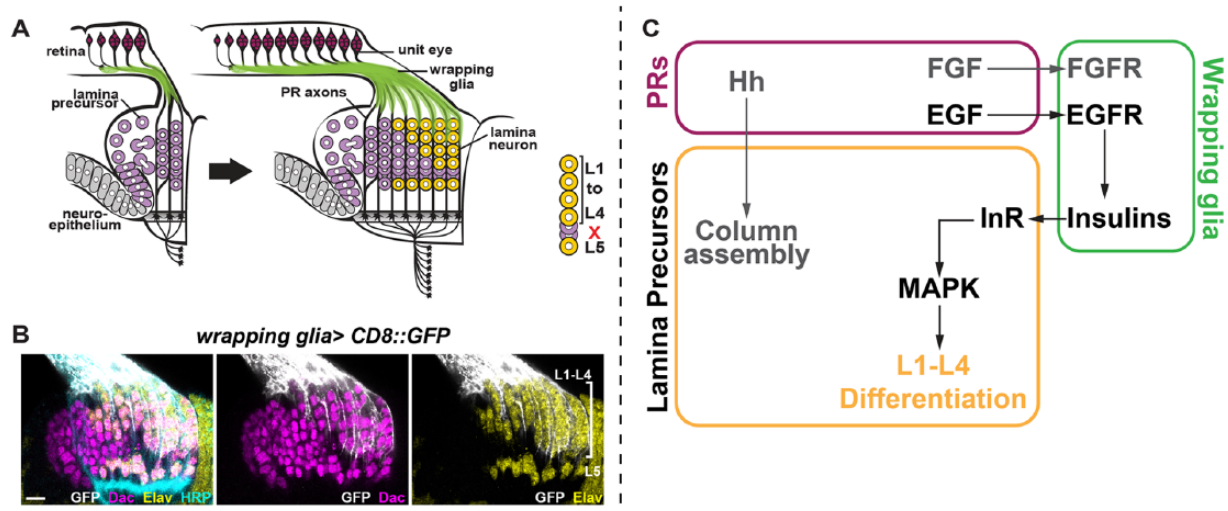 A
retina
unit eye
wrapping
glia
lamina
precursor
PR axons
lamina
neuron
neuro-
epithelium
L1
to
L4
X
L5
B
wrapping glia> CD8::GFP
GFP Dac Elav HRP
GFP Dac
L1-L4
L5
GFP Elav
C
PRs
Hh
FGF
FGFR
EGF
EGFR
Wrapping glia
Lamina Precursors
Column
assembly
InR
Insulins
MAPK
L1-L4
Differentiation